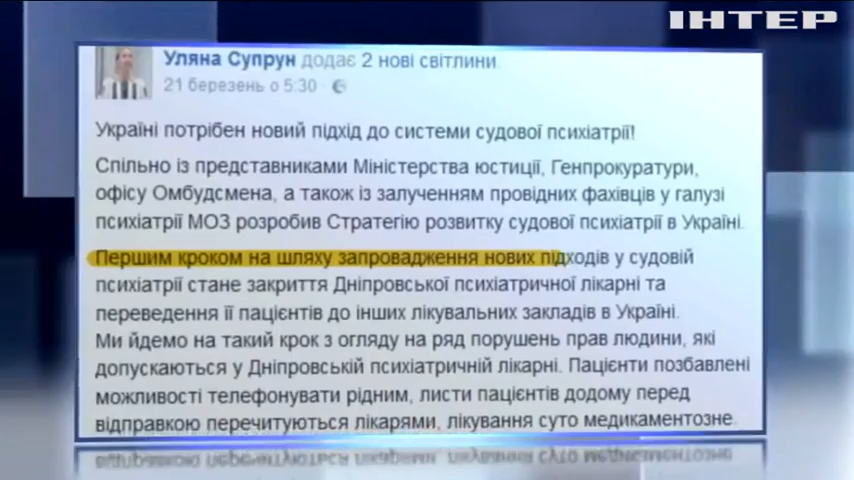 ІНТЕР
Уляна Супрун додає 2 нові світлини.
21 березень о 5:30 ·
Україні потрібен новий підхід до системи судової психіатрії!
Спільно із представниками Міністерства юстиції, Генпрокуратури,
офісу Омбудсмена, а також із залученням провідних фахівців у галузі
психіатрії МОЗ розробив Стратегію розвитку судової психіатрії в Україні.
Першим кроком на шляху запровадження нових підходів у судовій
психіатрії стане закриття Дніпровської психіатричної лікарні та
переведення її пацієнтів до інших лікувальних закладів в Україні.
Ми йдемо на такий крок з огляду на ряд порушень прав людини, які
допускаються у Дніпровській психіатричній лікарні. Пацієнти позбавлені
можливості телефонувати рідним, листи пацієнтів додому перед
відправкою перечитуються лікарями, лікування суто медикаментозне.